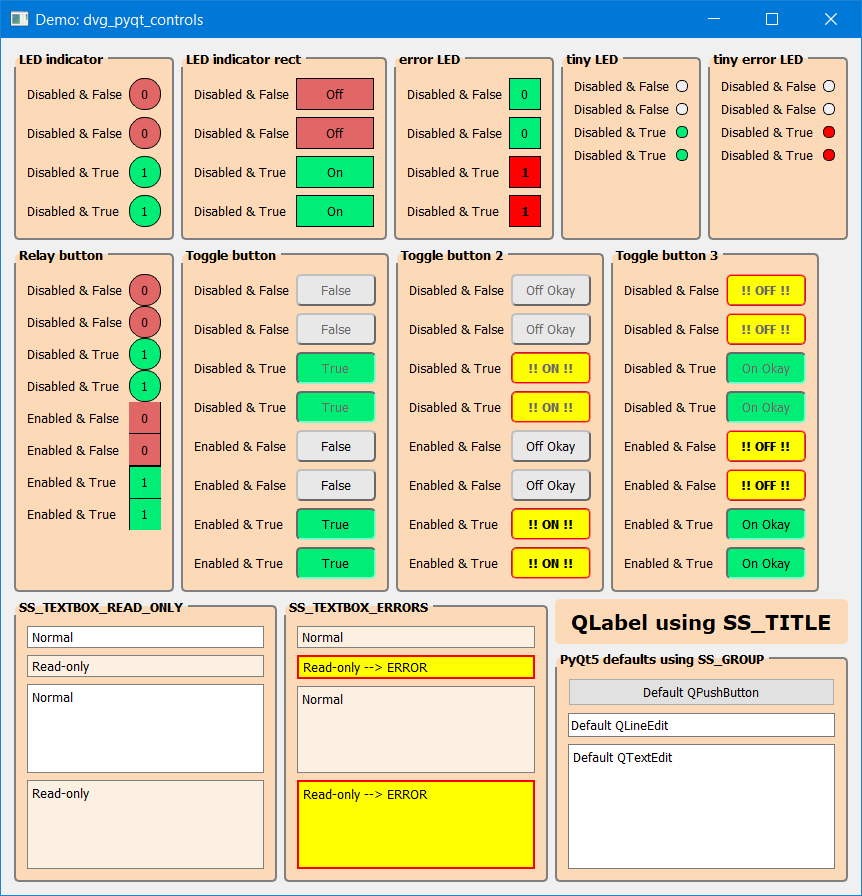 Demo: dvg_pyqt_controls
LED indicator
Disabled & False 0
Disabled & False 0
Disabled & True 1
Disabled & True 1
LED indicator rect
Disabled & False Off
Disabled & False Off
Disabled & True On
Disabled & True On
error LED
Disabled & False 0
Disabled & False 0
Disabled & True 1
Disabled & True 1
tiny LED
Disabled & False
Disabled & False
Disabled & True
Disabled & True
tiny error LED
Disabled & False
Disabled & False
Disabled & True
Disabled & True
Relay button
Disabled & False 0
Disabled & False 0
Disabled & True 1
Disabled & True 1
Enabled & False 0
Enabled & False 0
Enabled & True 1
Enabled & True 1
Toggle button
Disabled & False False
Disabled & False False
Disabled & True True
Disabled & True True
Enabled & False False
Enabled & False False
Enabled & True True
Enabled & True True
Toggle button 2
Disabled & False Off Okay
Disabled & False Off Okay
Disabled & True !! ON !!
Disabled & True !! ON !!
Enabled & False Off Okay
Enabled & False Off Okay
Enabled & True !! ON !!
Enabled & True !! ON !!
Toggle button 3
Disabled & False !! OFF !!
Disabled & False !! OFF !!
Disabled & True On Okay
Disabled & True On Okay
Enabled & False !! OFF !!
Enabled & False !! OFF !!
Enabled & True On Okay
Enabled & True On Okay
SS_TEXTBOX_READ_ONLY
Normal
Read-only
Normal
Read-only
SS_TEXTBOX_ERRORS
Normal
Read-only --> ERROR
Normal
Read-only --> ERROR
QLabel using SS_TITLE
PyQt5 defaults using SS_GROUP
Default QPushButton
Default QLineEdit
Default QTextEdit